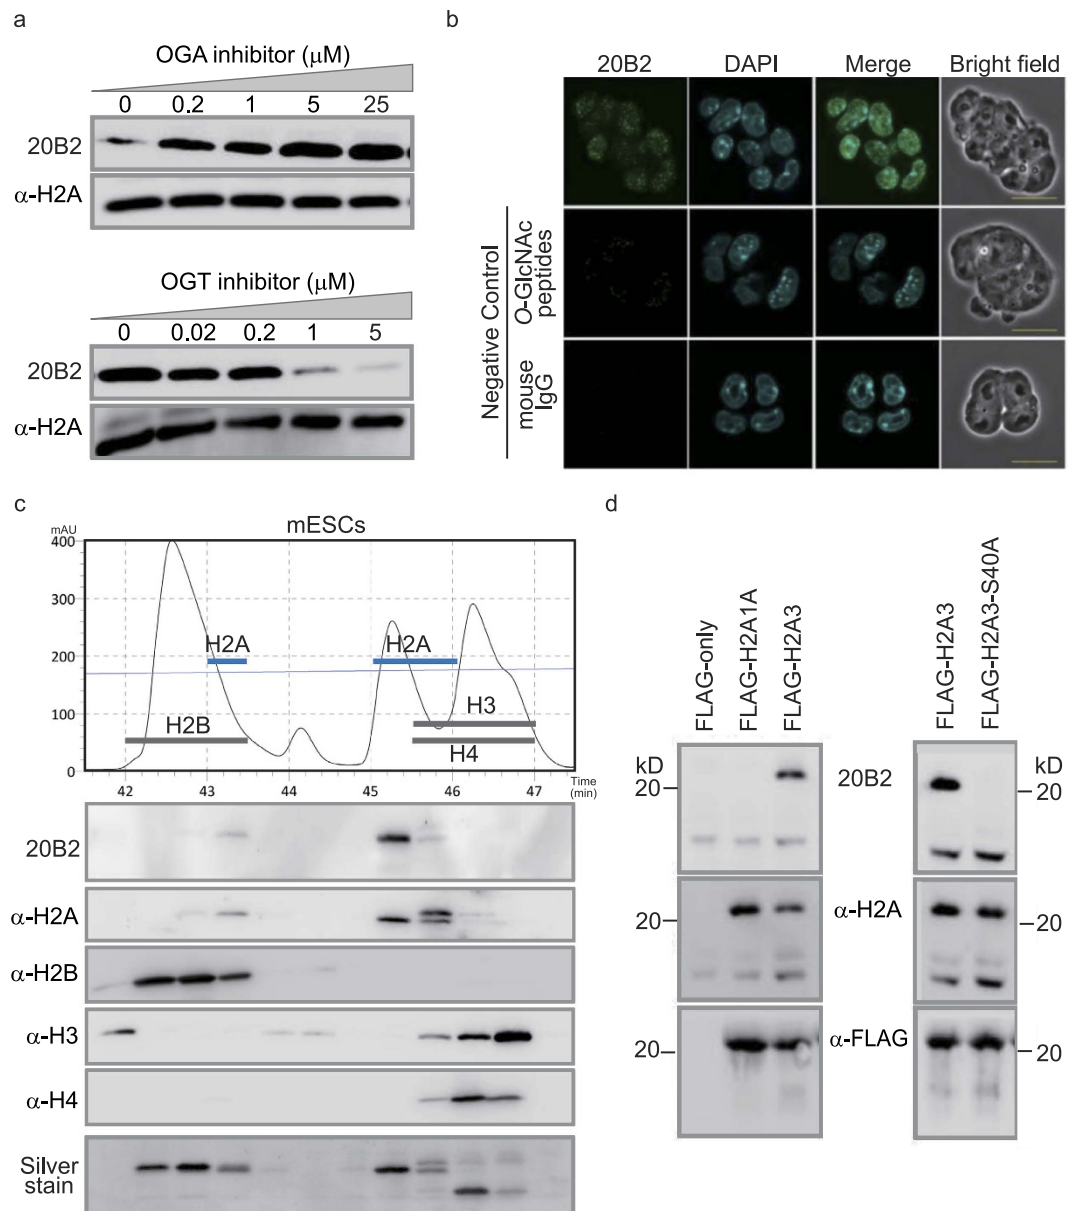 a
OGA inhibitor (μM)
0 0.2 1 5 25
20B2
α-H2A
OGT inhibitor (μM)
0 0.02 0.2 1 5
20B2
α-H2A
b
20B2 DAPI Merge Bright field
Negative Control
O-GlcNAc
peptides
mouse
IgG
c
mESCs
mAU
400
300
200
100
0
H2A
H2A
H2B
H3
H4
42 43 44 45 46 47
Time
(min)
20B2
α-H2A
α-H2B
α-H3
α-H4
Silver
stain
d
FLAG-only
FLAG-H2A1A
FLAG-H2A3
FLAG-H2A3
FLAG-H2A3-S40A
kD
20
20B2
kD
20
20
α-H2A
20
20
α-FLAG
20